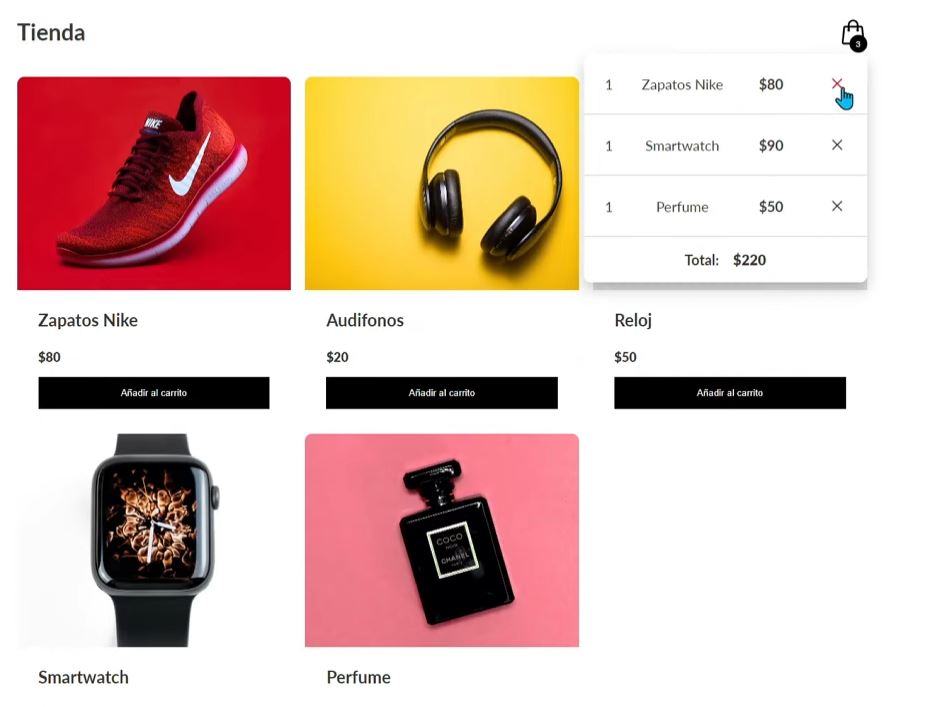 Tienda
3
1 Zapatos Nike $80
1 Smartwatch $90
1 Perfume $50
Total: $220
NIKE
Zapatos Nike
$80
Añadir al carrito
Audifonos
$20
Añadir al carrito
Reloj
$50
Añadir al carrito
COCO
NOIR
CHANEL
PARIS
Smartwatch
Perfume